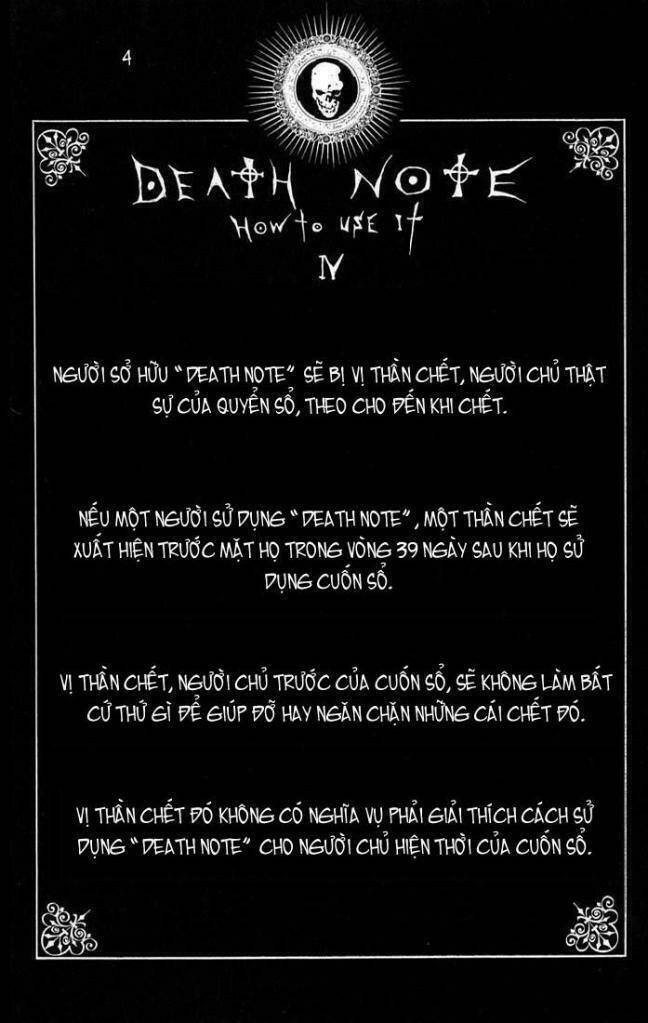 4
DEATH NOTE
HOW TO USE IT
IV
NGƯỜI SỞ HỮU "DEATH NOTE" SẼ BỊ VỊ THẦN CHẾT, NGƯỜI CHỦ THẬT
SỰ CỦA QUYỂN SỔ, THEO CHO ĐẾN KHI CHẾT.
NẾU MỘT NGƯỜI SỬ DỤNG "DEATH NOTE", MỘT THẦN CHẾT SẼ
XUẤT HIỆN TRƯỚC MẶT HỌ TRONG VÒNG 39 NGÀY SAU KHI HỌ SỬ
DỤNG CUỐN SỔ.
VỊ THẦN CHẾT, NGƯỜI CHỦ TRƯỚC CỦA CUỐN SỔ, SẼ KHÔNG LÀM BẤT
CỨ THỨ GÌ ĐỂ GIÚP ĐỠ HAY NGĂN CHẶN NHỮNG CÁI CHẾT ĐÓ.
VỊ THẦN CHẾT ĐÓ KHÔNG CÓ NGHĨA VỤ PHẢI GIẢI THÍCH CÁCH SỬ
DỤNG "DEATH NOTE" CHO NGƯỜI CHỦ HIỆN THỜI CỦA CUỐN SỔ.